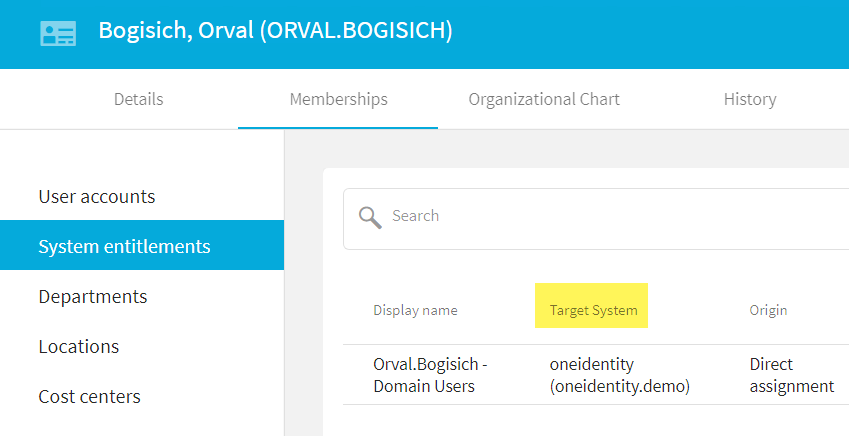 Bogisich, Orval (ORVAL.BOGISICH)
Details Memberships Organizational Chart History
User accounts
System entitlements
Departments
Locations
Cost centers
Search
Display name Target System Origin
Orval.Bogisich - oneidentity Direct
Domain Users (oneidentity.demo) assignment